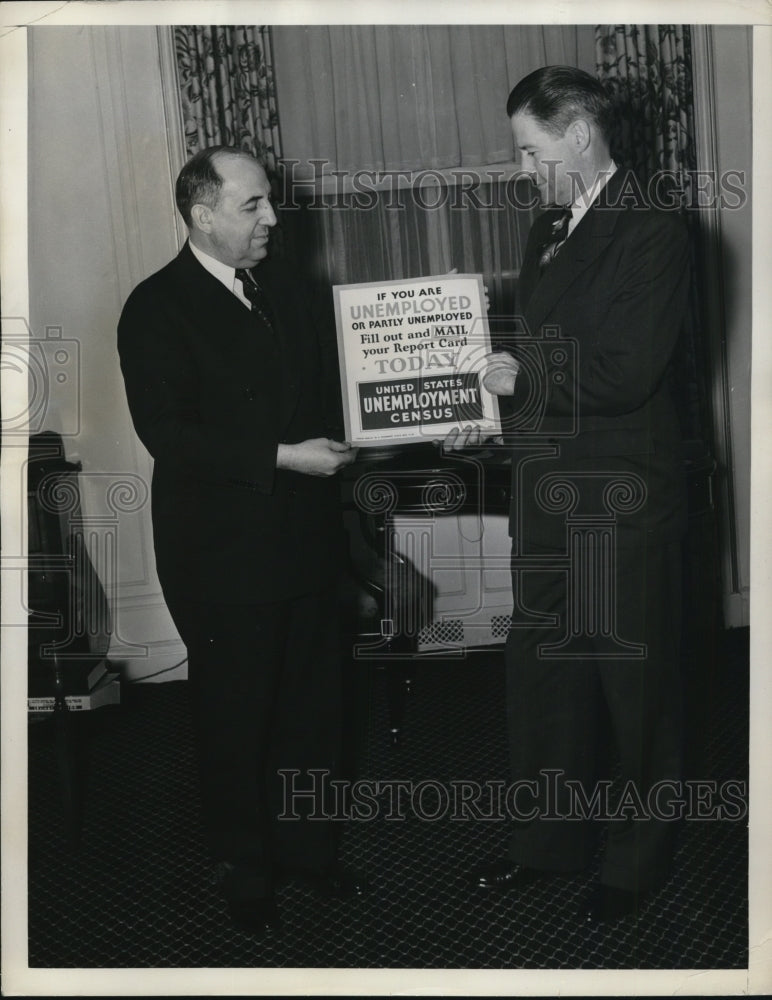 HISTORIC IMAGES
IF YOU ARE
UNEMPLOYED
OR PARTLY UNEMPLOYED
Fill out and MAIL
your Report Card
TODAY
UNITED STATES
UNEMPLOYMENT
CENSUS
HISTORIC IMAGES